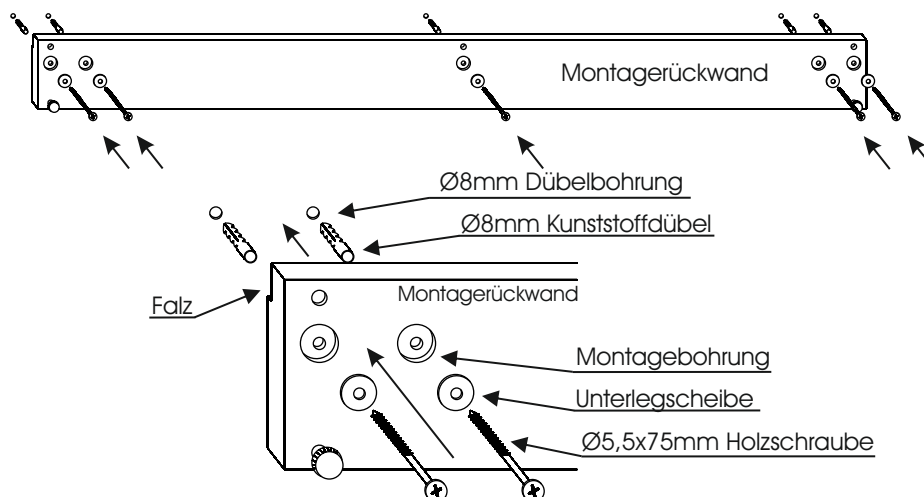 Montagerückwand
Ø8mm Dübelbohrung
Ø8mm Kunststoffdübel
Falz
Montagerückwand
Montagebohrung
Unterlegscheibe
Ø5,5x75mm Holzschraube